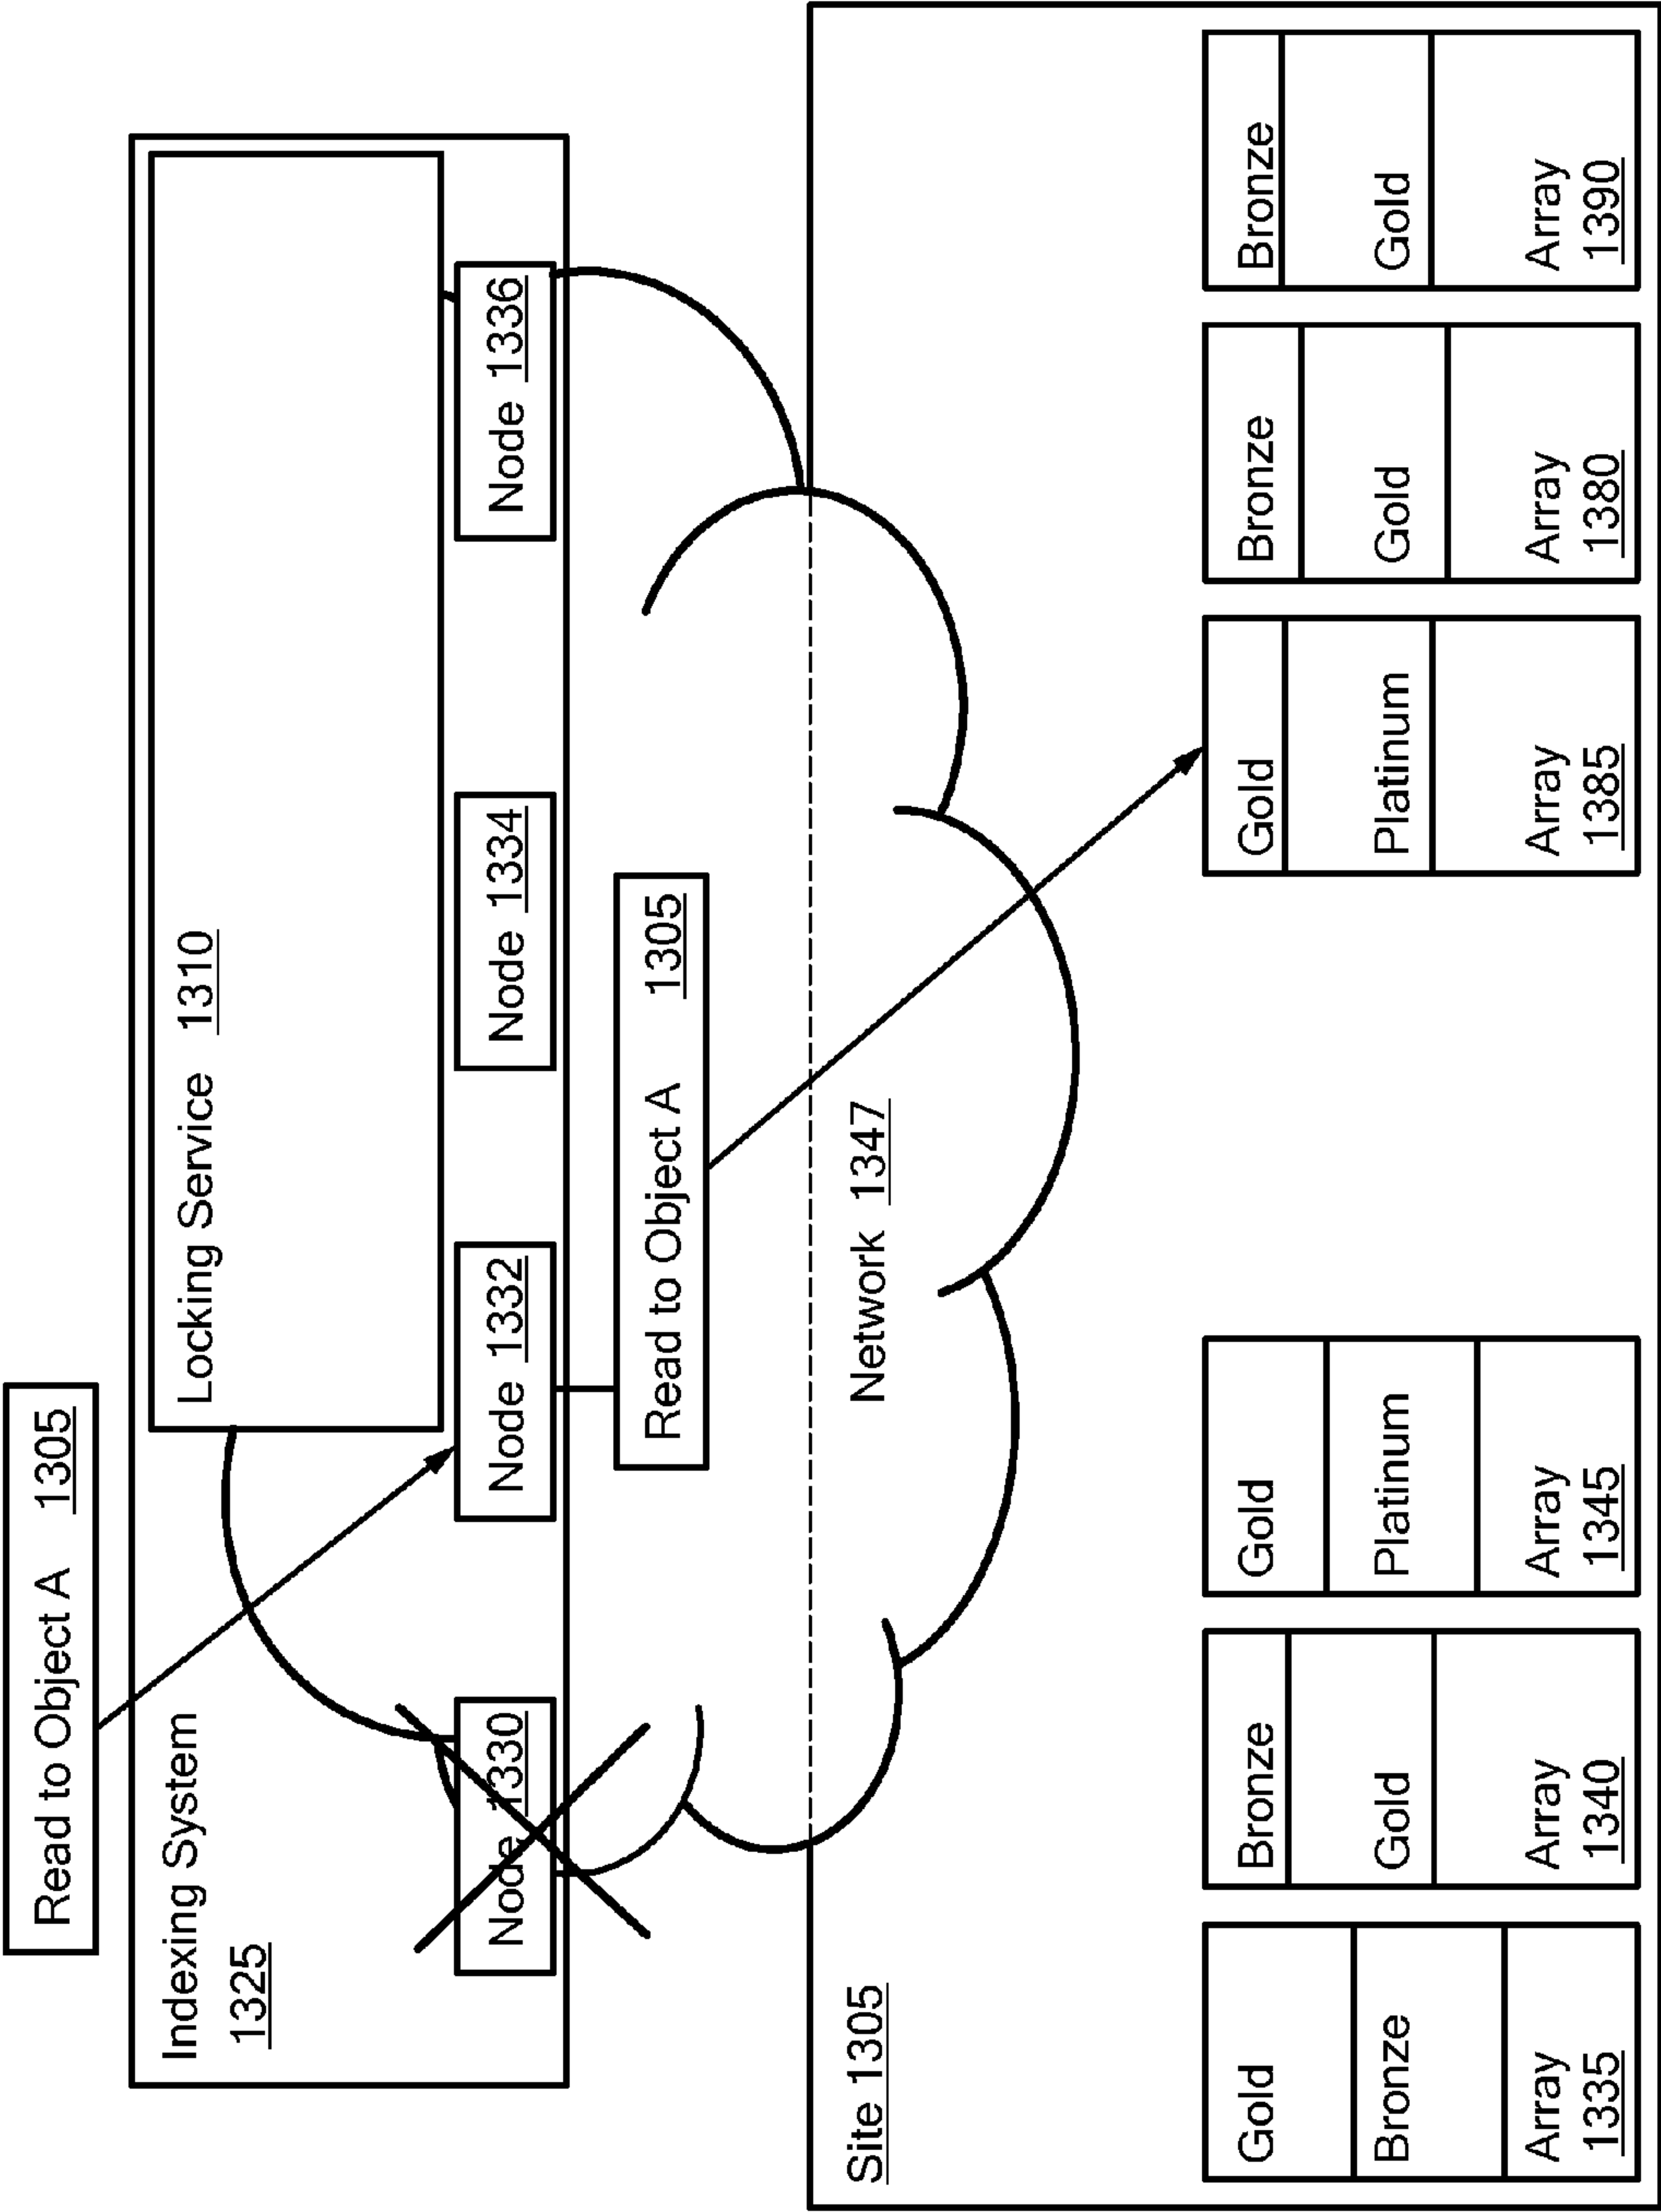 Read to Object A 1305
Indexing System
1325
Locking Service 1310
Node 1330
Node 1332
Node 1334
Node 1336
Read to Object A 1305
Site 1305
Network 1347
Gold
Bronze
Array
1335
Bronze
Gold
Array
1340
Gold
Platinum
Array
1345
Gold
Platinum
Array
1385
Bronze
Gold
Array
1380
Bronze
Gold
Array
1390